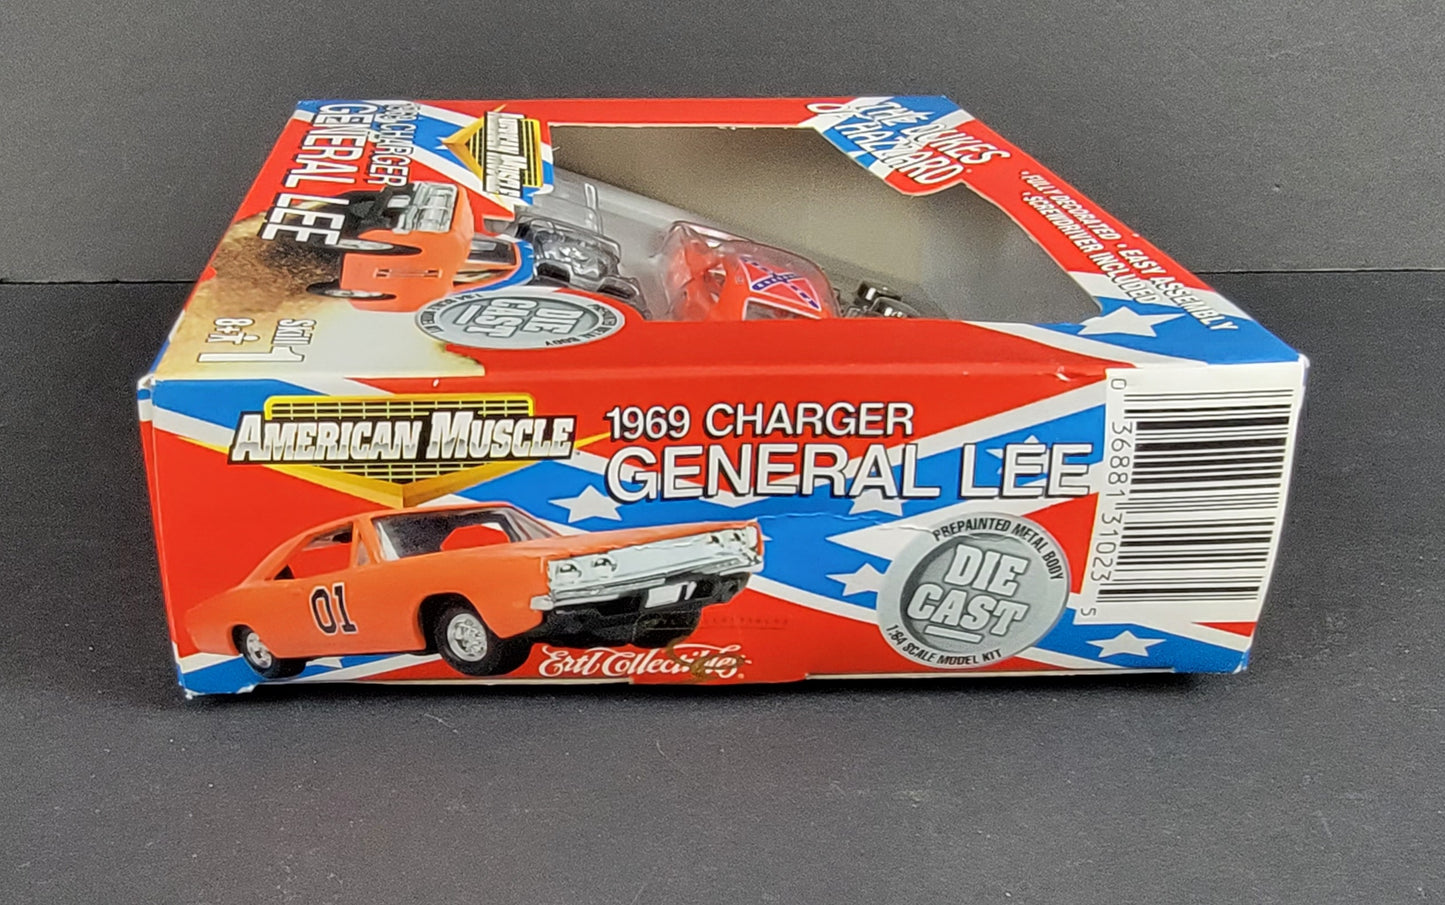 1969 CHARGER
GENERAL LEE
AMERICAN MUSCLE
THE DUKES
OF HAZZARD
• FULLY DECORATED • EASY ASSEMBLY
• SCREWDRIVER INCLUDED
SKILL 1
8+
DIE
CAST
AMERICAN MUSCLE
1969 CHARGER
GENERAL LEE
01
PREPAINTED METAL BODY
DIE
CAST
1:64 SCALE MODEL KIT
Ertl Collectibles
0 36881 31023 5